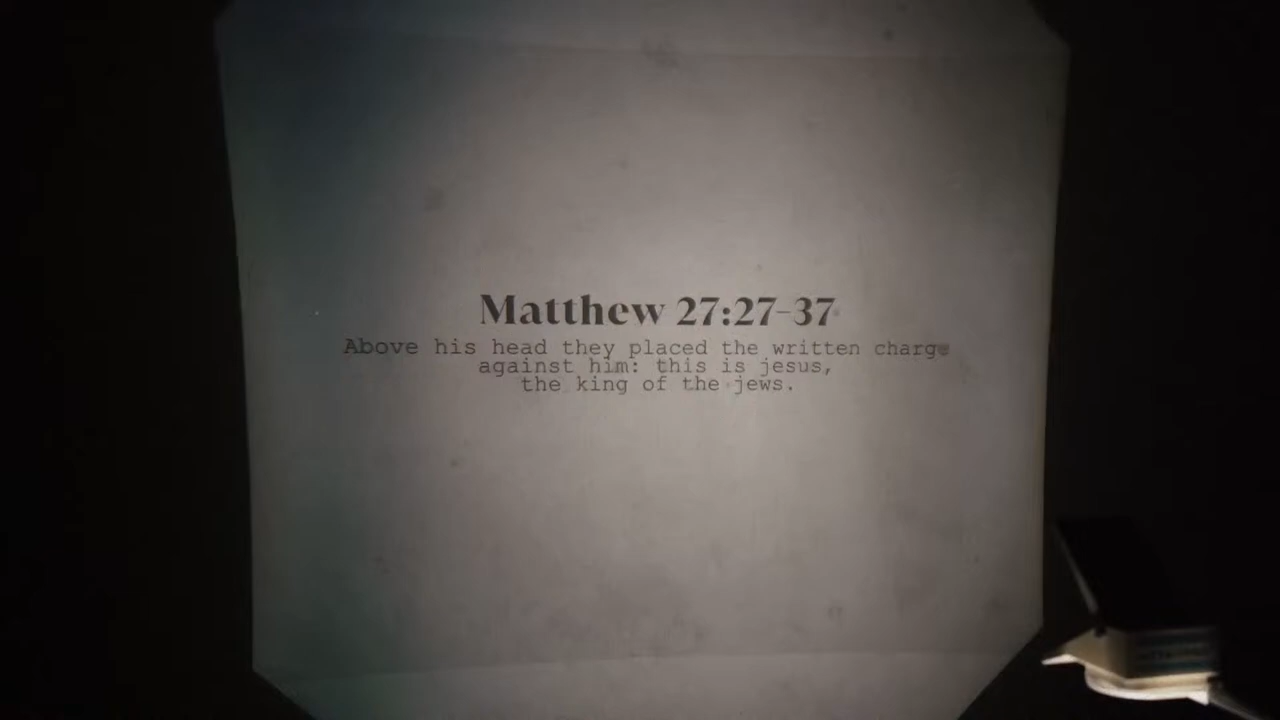 Matthew 27:27-37
Above his head they placed the written charge
against him: this is jesus,
the king of the jews.